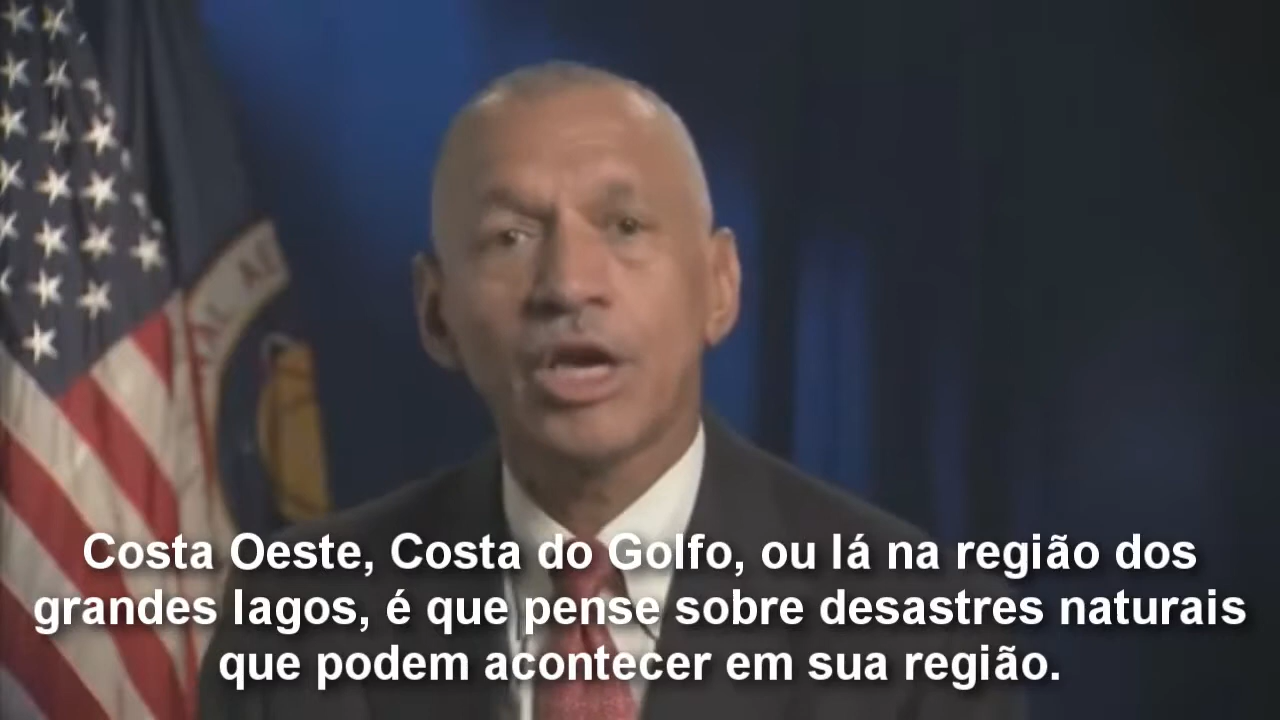 Costa Oeste, Costa do Golfo, ou lá na região dos
grandes lagos, é que pense sobre desastres naturais
que podem acontecer em sua região.